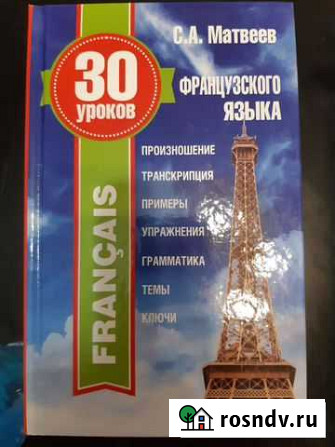 С.А. Матвеев
30
уроков
ФРАНЦУЗСКОГО
ЯЗЫКА
FRANÇAIS
ПРОИЗНОШЕНИЕ
ТРАНСКРИПЦИЯ
ПРИМЕРЫ
УПРАЖНЕНИЯ
ГРАММАТИКА
ТЕМЫ
КЛЮЧИ
rosndv.ru